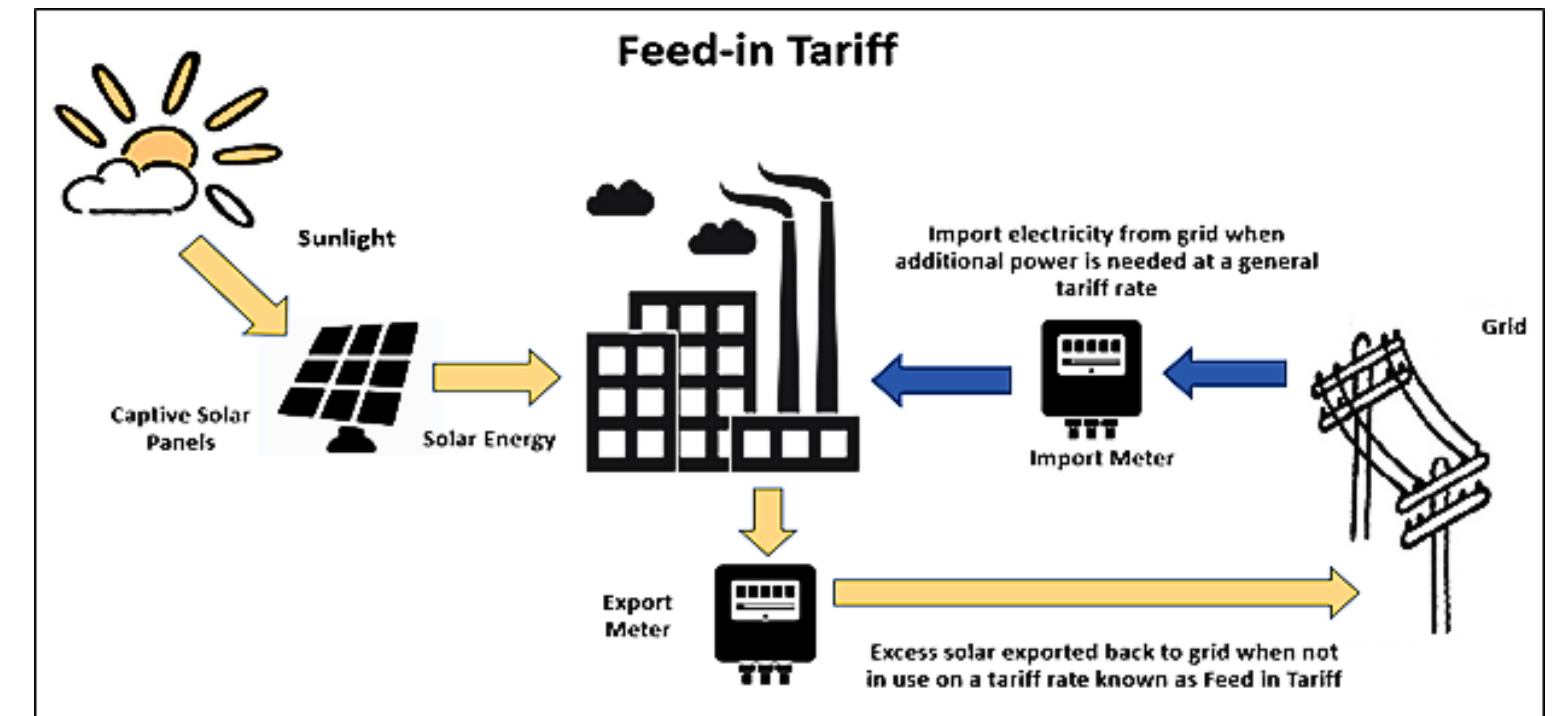 Feed-in Tariff
Sunlight
Import electricity from grid when
additional power is needed at a general
tariff rate
Grid
Captive Solar
Panels
Solar Energy
Import Meter
Export
Meter
Excess solar exported back to grid when not
in use on a tariff rate known as Feed in Tariff